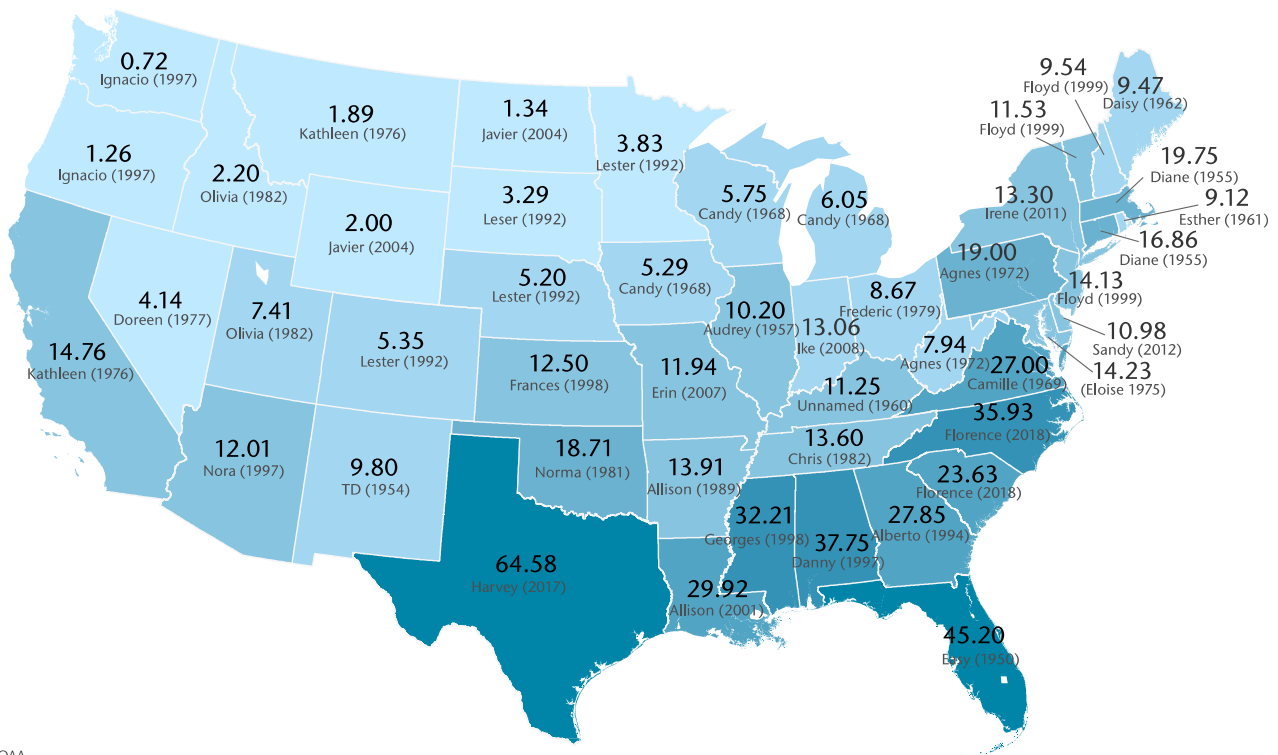 0.72
Ignacio (1997)
1.26
Ignacio (1997)
2.20
Olivia (1982)
1.89
Kathleen (1976)
1.34
Javier (2004)
3.83
Lester (1992)
3.29
Leser (1992)
2.00
Javier (2004)
5.75
Candy (1968)
6.05
Candy (1968)
9.54
Floyd (1999)
9.47
Daisy (1962)
11.53
Floyd (1999)
19.75
Diane (1955)
9.12
Esther (1961)
16.86
Diane (1955)
13.30
Irene (2011)
19.00
Agnes (1972)
14.13
Floyd (1999)
10.98
Sandy (2012)
14.23
(Eloise 1975)
14.76
Kathleen (1976)
4.14
Doreen (1977)
7.41
Olivia (1982)
5.35
Lester (1992)
5.20
Lester (1992)
5.29
Candy (1968)
10.20
Audrey (1957)
13.06
Ike (2008)
8.67
Frederic (1979)
7.94
Agnes (1972)
27.00
Camille (1969)
12.50
Frances (1998)
11.94
Erin (2007)
11.25
Unnamed (1960)
35.93
Florence (2018)
12.01
Nora (1997)
9.80
TD (1954)
18.71
Norma (1981)
13.91
Allison (1989)
13.60
Chris (1982)
23.63
Florence (2018)
64.58
Harvey (2017)
29.92
Allison (2001)
32.21
Georges (1998)
37.75
Danny (1997)
27.85
Alberto (1994)
45.20
Easy (1950)